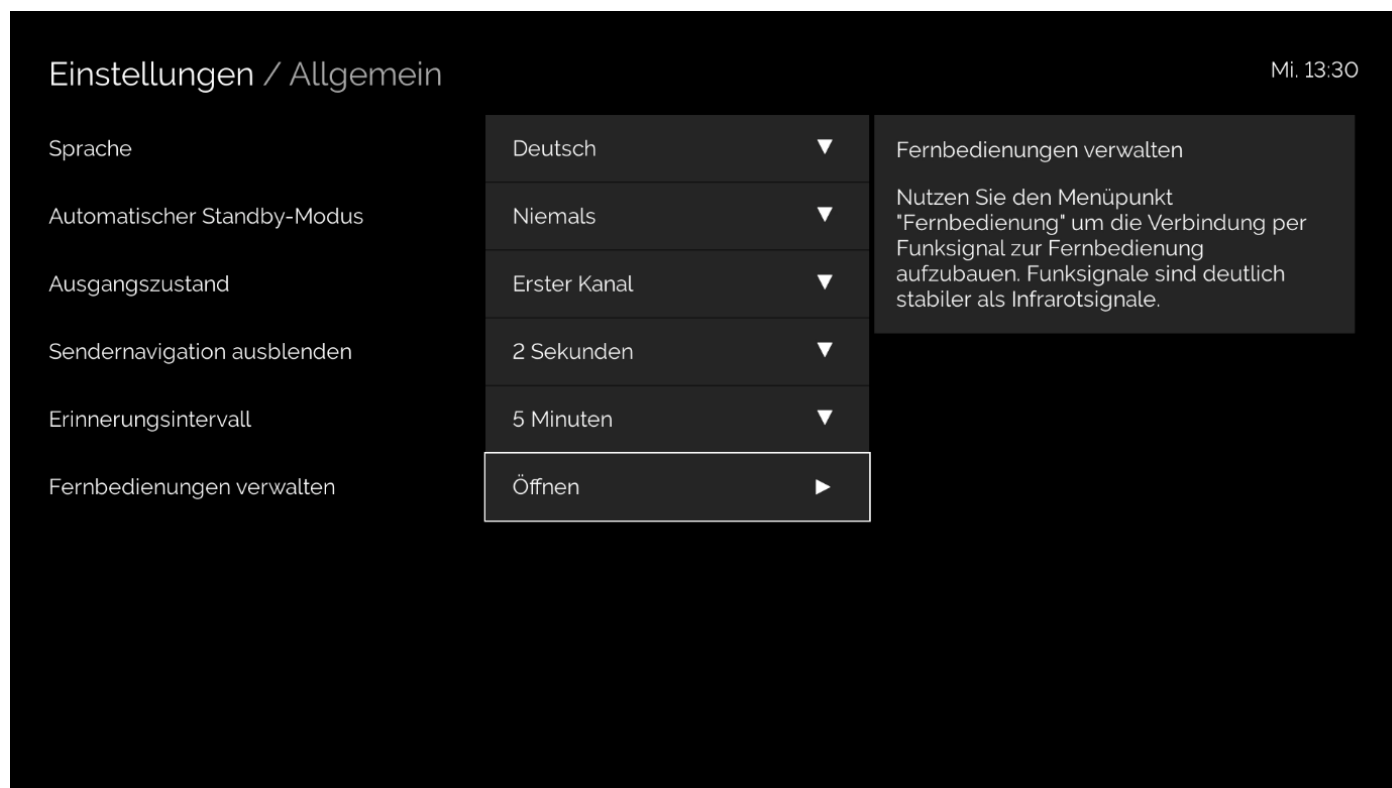 Einstellungen / Allgemein
Mi. 13:30
Sprache
Deutsch
Automatischer Standby-Modus
Niemals
Ausgangszustand
Erster Kanal
Sendernavigation ausblenden
2 Sekunden
Erinnerungsintervall
5 Minuten
Fernbedienungen verwalten
Öffnen
Fernbedienungen verwalten
Nutzen Sie den Menüpunkt
"Fernbedienung" um die Verbindung per
Funksignal zur Fernbedienung
aufzubauen. Funksignale sind deutlich
stabiler als Infrarotsignale.